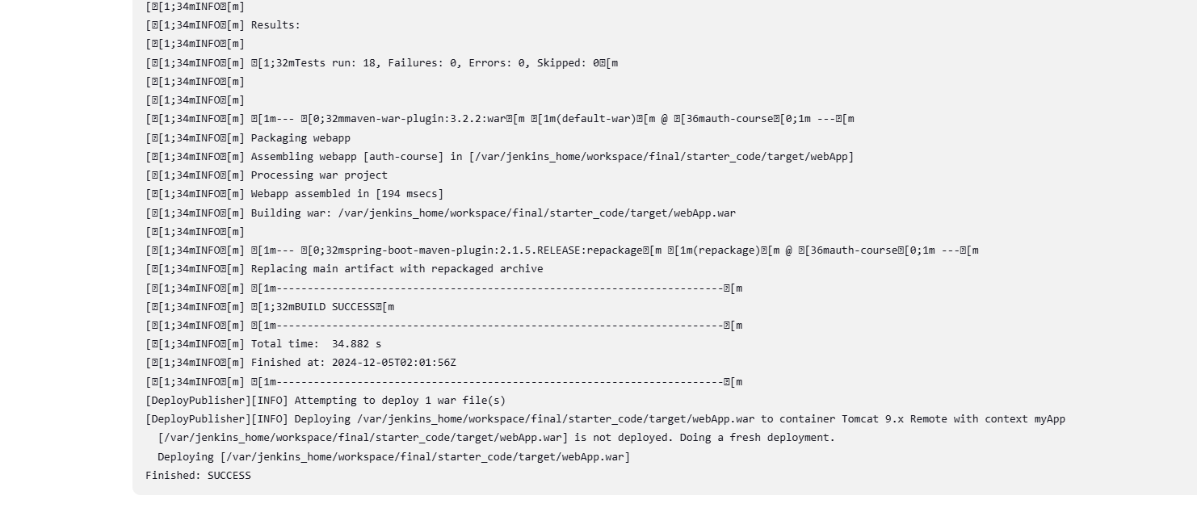 [�[1;34mINFO�[m]
[�[1;34mINFO�[m] Results:
[�[1;34mINFO�[m]
[�[1;34mINFO�[m] �[1;32mTests run: 18, Failures: 0, Errors: 0, Skipped: 0�[m
[�[1;34mINFO�[m]
[�[1;34mINFO�[m]
[�[1;34mINFO�[m] �[1m--- �[0;32mmaven-war-plugin:3.2.2:war�[m �[1m(default-war)�[m @ �[36mauth-course�[0;1m ---�[m
[�[1;34mINFO�[m] Packaging webapp
[�[1;34mINFO�[m] Assembling webapp [auth-course] in [/var/jenkins_home/workspace/final/starter_code/target/webApp]
[�[1;34mINFO�[m] Processing war project
[�[1;34mINFO�[m] Webapp assembled in [194 msecs]
[�[1;34mINFO�[m] Building war: /var/jenkins_home/workspace/final/starter_code/target/webApp.war
[�[1;34mINFO�[m]
[�[1;34mINFO�[m] �[1m--- �[0;32mspring-boot-maven-plugin:2.1.5.RELEASE:repackage�[m �[1m(repackage)�[m @ �[36mauth-course�[0;1m ---�[m
[�[1;34mINFO�[m] Replacing main artifact with repackaged archive
[�[1;34mINFO�[m] �[1m------------------------------------------------------------------------�[m
[�[1;34mINFO�[m] �[1;32mBUILD SUCCESS�[m
[�[1;34mINFO�[m] �[1m------------------------------------------------------------------------�[m
[�[1;34mINFO�[m] Total time:  34.882 s
[�[1;34mINFO�[m] Finished at: 2024-12-05T02:01:56Z
[�[1;34mINFO�[m] �[1m------------------------------------------------------------------------�[m
[DeployPublisher][INFO] Attempting to deploy 1 war file(s)
[DeployPublisher][INFO] Deploying /var/jenkins_home/workspace/final/starter_code/target/webApp.war to container Tomcat 9.x Remote with context myApp
  [/var/jenkins_home/workspace/final/starter_code/target/webApp.war] is not deployed. Doing a fresh deployment.
  Deploying [/var/jenkins_home/workspace/final/starter_code/target/webApp.war]
Finished: SUCCESS